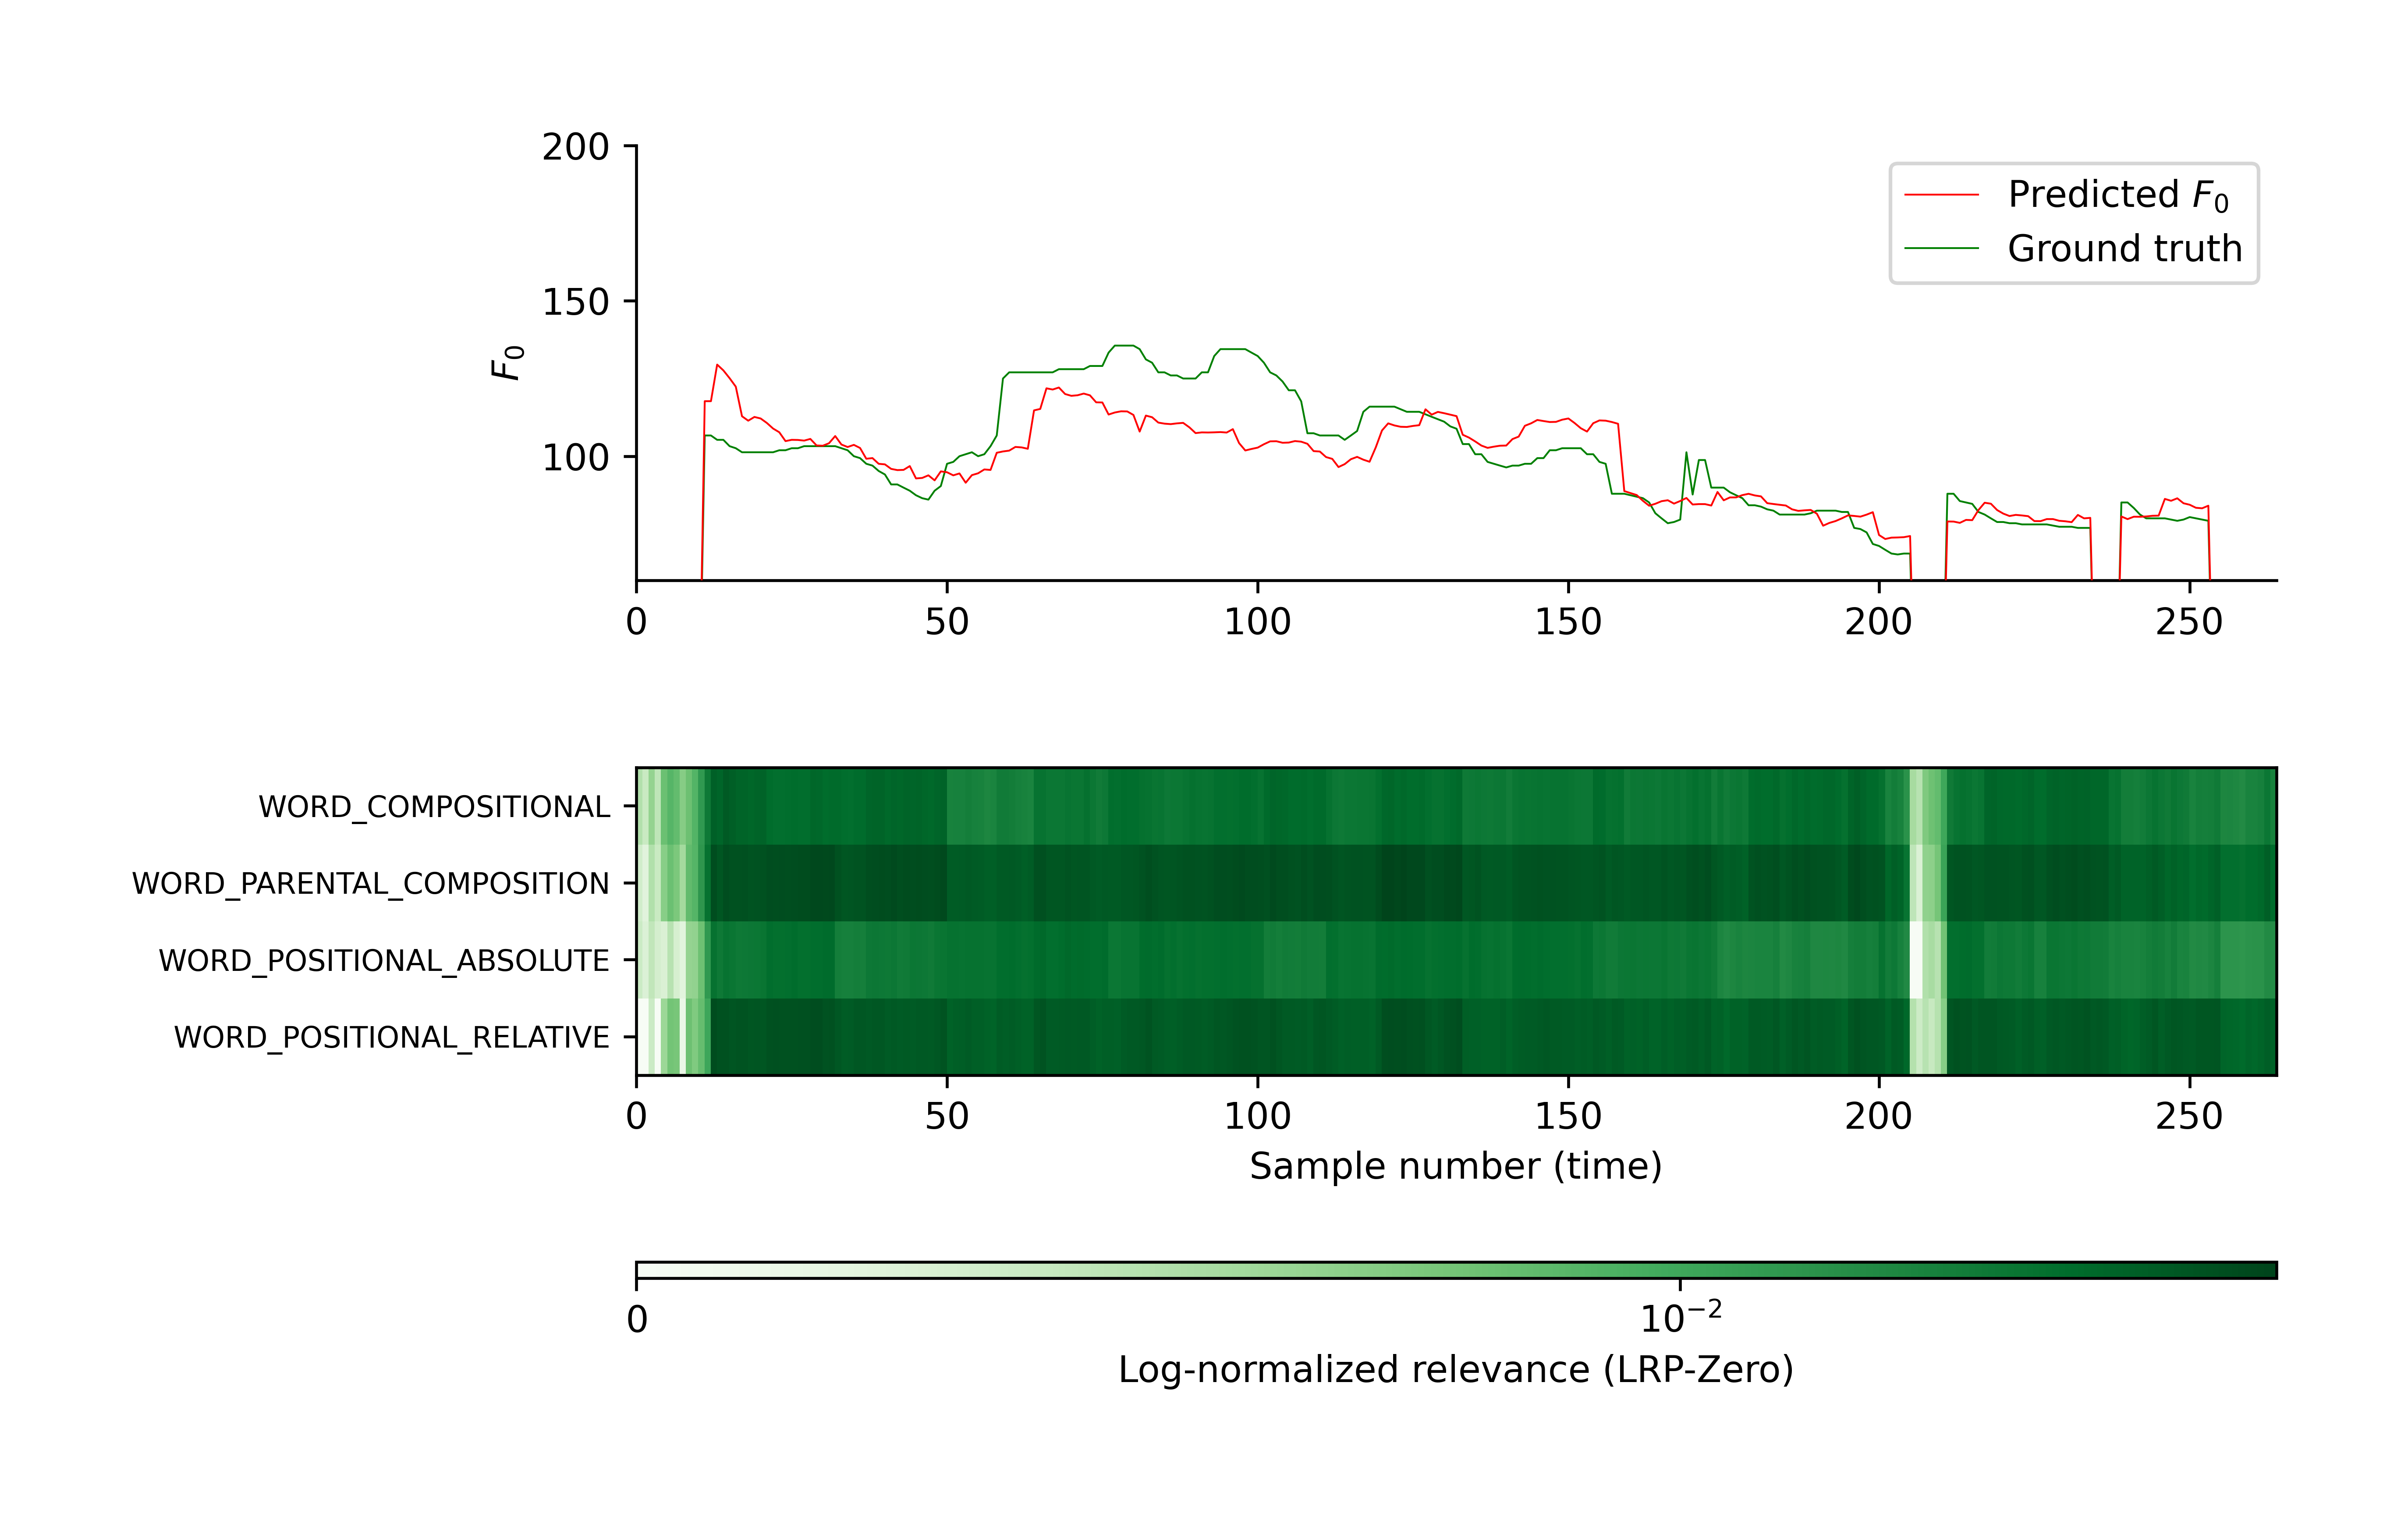 200
150
100
F0
Predicted F0
Ground truth
0 50 100 150 200 250
WORD_COMPOSITIONAL
WORD_PARENTAL_COMPOSITION
WORD_POSITIONAL_ABSOLUTE
WORD_POSITIONAL_RELATIVE
0 50 100 150 200 250
Sample number (time)
0 10−2
Log-normalized relevance (LRP-Zero)